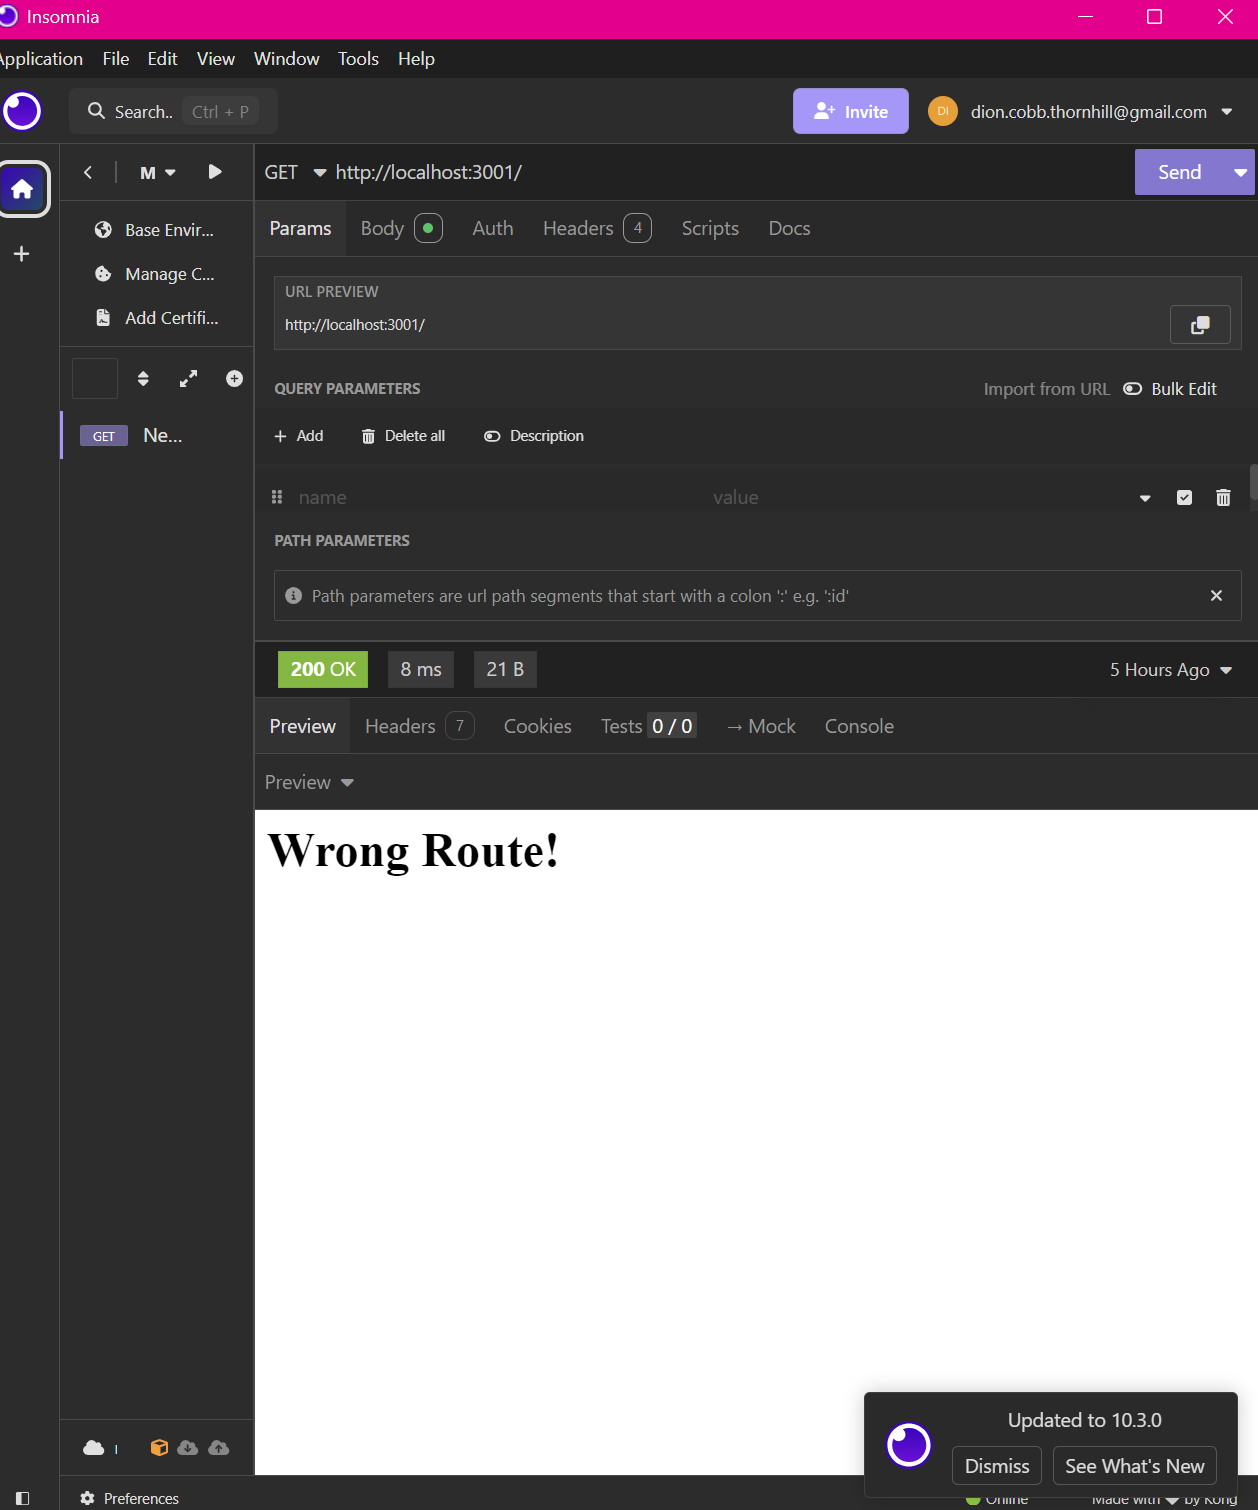 Insomnia
Application File Edit View Window Tools Help
Search.. Ctrl + P
Invite
DI
dion.cobb.thornhill@gmail.com
M
GET http://localhost:3001/
Send
Base Envir...
Manage C...
Add Certifi...
GET Ne...
Params Body Auth Headers 4 Scripts Docs
URL PREVIEW
http://localhost:3001/
QUERY PARAMETERS
Import from URL Bulk Edit
Add Delete all Description
name value
PATH PARAMETERS
Path parameters are url path segments that start with a colon ':' e.g. ':id'
200 OK 8 ms 21 B
5 Hours Ago
Preview Headers 7 Cookies Tests 0 / 0 → Mock Console
Preview
Wrong Route!
Updated to 10.3.0
Dismiss See What's New
Preferences
Online
Made with ❤ by Kong